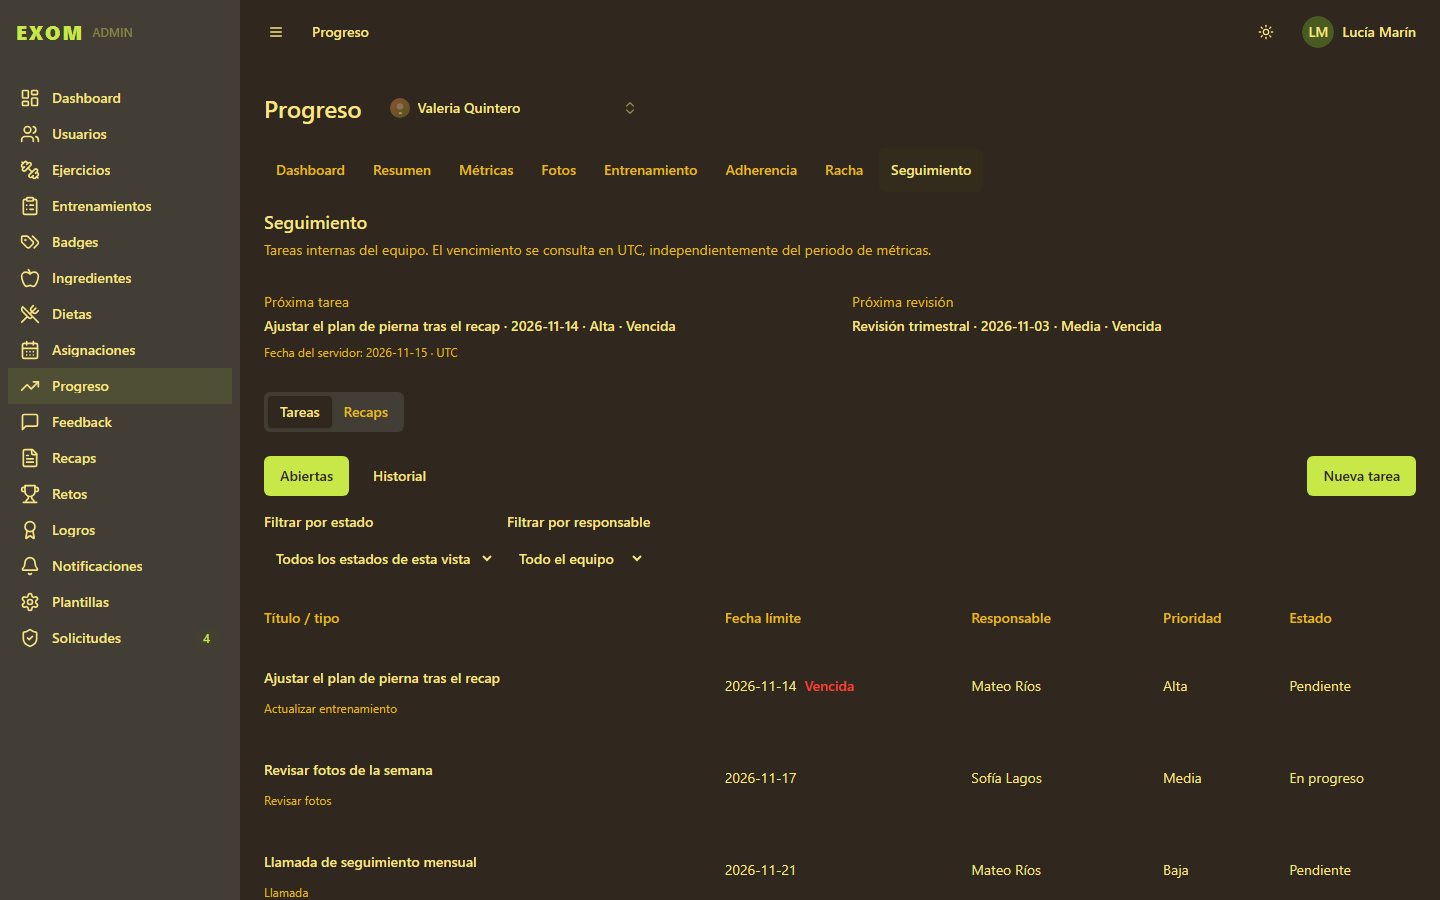 EXOM ADMIN
Dashboard
Usuarios
Ejercicios
Entrenamientos
Badges
Ingredientes
Dietas
Asignaciones
Progreso
Feedback
Recaps
Retos
Logros
Notificaciones
Plantillas
Solicitudes 4
Progreso
LM Lucía Marín
Progreso Valeria Quintero
Dashboard Resumen Métricas Fotos Entrenamiento Adherencia Racha Seguimiento
Seguimiento
Tareas internas del equipo. El vencimiento se consulta en UTC, independientemente del periodo de métricas.
Próxima tarea
Ajustar el plan de pierna tras el recap · 2026-11-14 · Alta · Vencida
Fecha del servidor: 2026-11-15 · UTC
Próxima revisión
Revisión trimestral · 2026-11-03 · Media · Vencida
Tareas Recaps
Abiertas Historial Nueva tarea
Filtrar por estado Filtrar por responsable
Todos los estados de esta vista Todo el equipo
Título / tipo Fecha límite Responsable Prioridad Estado
Ajustar el plan de pierna tras el recap
Actualizar entrenamiento
2026-11-14 Vencida Mateo Ríos Alta Pendiente
Revisar fotos de la semana
Revisar fotos
2026-11-17 Sofía Lagos Media En progreso
Llamada de seguimiento mensual
Llamada
2026-11-21 Mateo Ríos Baja Pendiente